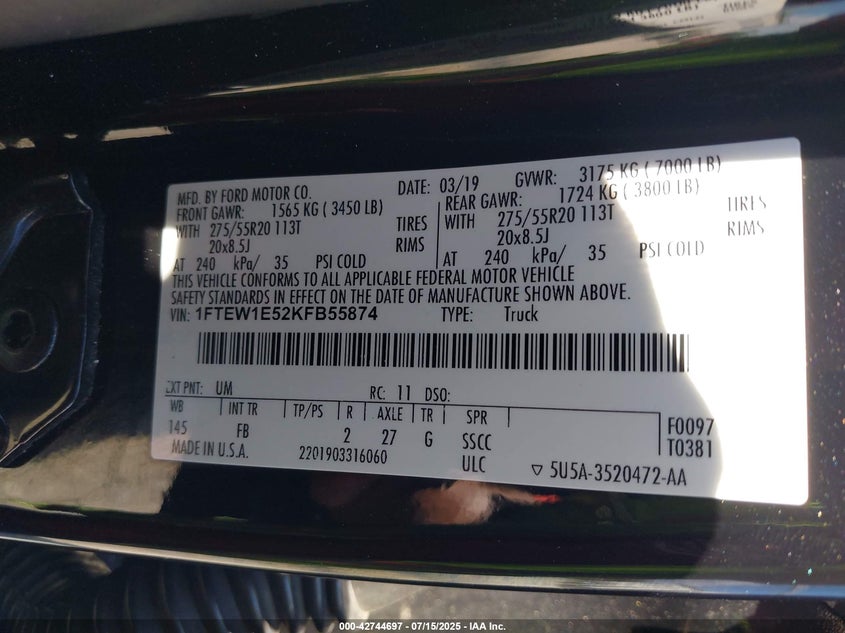 MFD. BY FORD MOTOR CO. DATE: 03/19 GVWR: 3175 KG ( 7000 LB)
FRONT GAWR: 1565 KG ( 3450 LB) REAR GAWR: 1724 KG ( 3800 LB)
WITH 275/55R20 113T TIRES WITH 275/55R20 113T TIRES
20x8.5J RIMS 20x8.5J RIMS
AT 240 kPa/ 35 PSI COLD AT 240 kPa/ 35 PSI COLD
THIS VEHICLE CONFORMS TO ALL APPLICABLE FEDERAL MOTOR VEHICLE
SAFETY STANDARDS IN EFFECT ON THE DATE OF MANUFACTURE SHOWN ABOVE.
VIN: 1FTEW1E52KFB55874 TYPE: Truck
EXT PNT: UM RC: 11 DSO:
WB INT TR TP/PS R AXLE TR SPR F0097
145 FB 2 27 G SSCC T0381
MADE IN U.S.A. 2201903316060 ULC ▽ 5U5A-3520472-AA
000-42744697 - 07/15/2025 - IAA Inc.